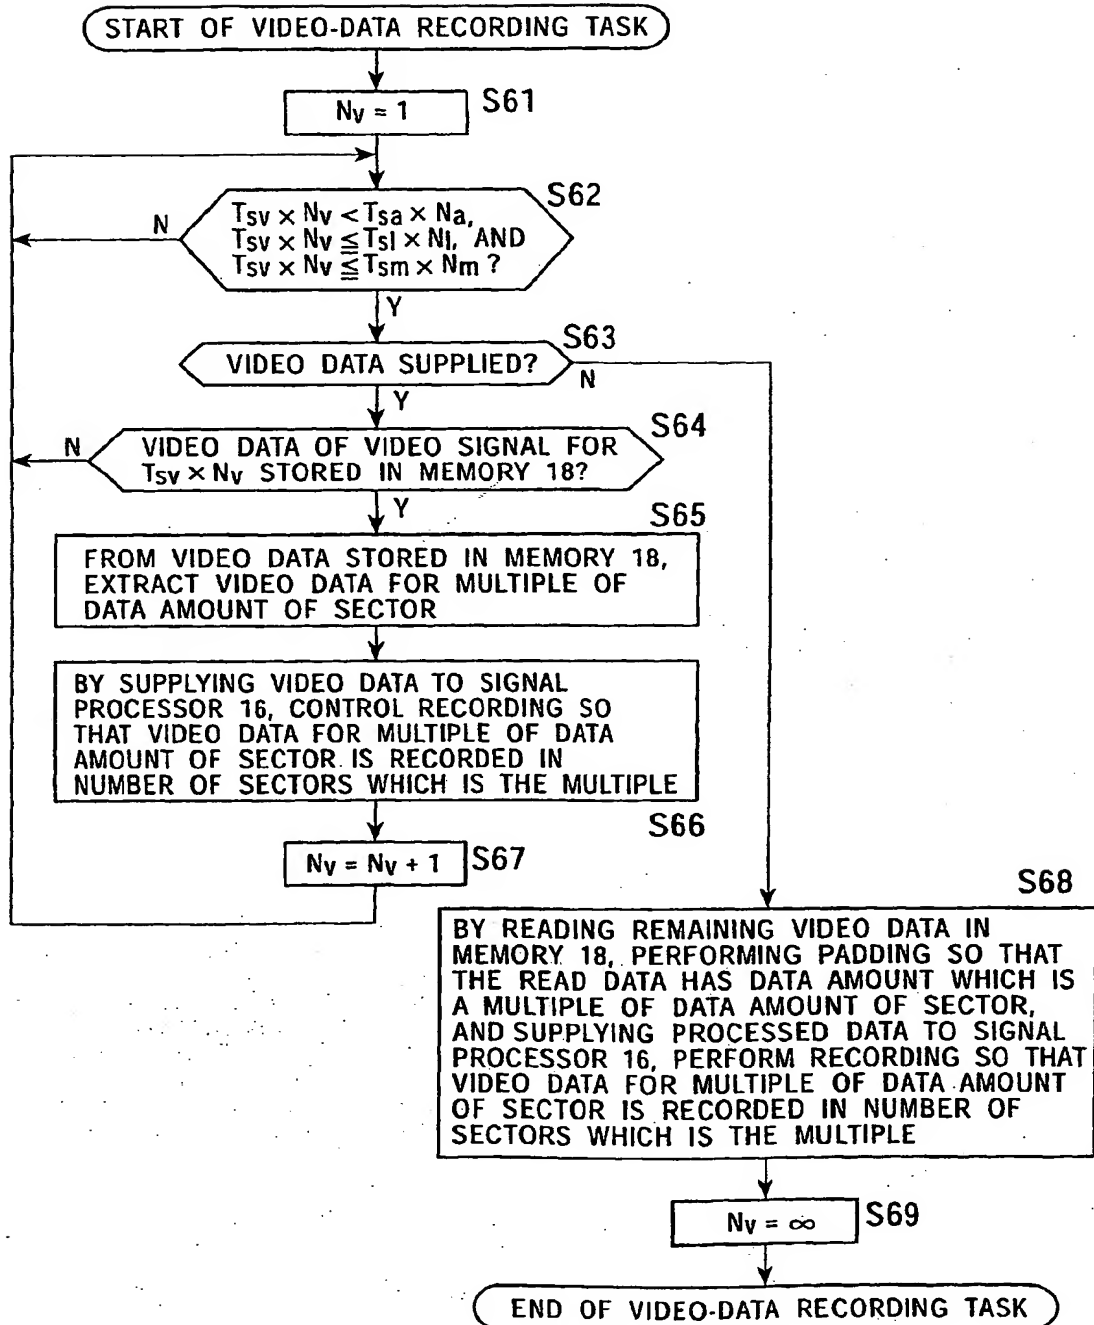 START OF VIDEO-DATA RECORDING TASK
Nv = 1
S61
S62
Tsv × Nv < Tsa × Na,
Tsv × Nv ≦ Tsl × Nl, AND
Tsv × Nv ≦ Tsm × Nm ?
N
Y
S63
VIDEO DATA SUPPLIED?
N
Y
S64
VIDEO DATA OF VIDEO SIGNAL FOR
Tsv × Nv STORED IN MEMORY 18?
N
Y
S65
FROM VIDEO DATA STORED IN MEMORY 18,
EXTRACT VIDEO DATA FOR MULTIPLE OF
DATA AMOUNT OF SECTOR
BY SUPPLYING VIDEO DATA TO SIGNAL
PROCESSOR 16, CONTROL RECORDING SO
THAT VIDEO DATA FOR MULTIPLE OF DATA
AMOUNT OF SECTOR IS RECORDED IN
NUMBER OF SECTORS WHICH IS THE MULTIPLE
S66
Nv = Nv + 1
S67
S68
BY READING REMAINING VIDEO DATA IN
MEMORY 18, PERFORMING PADDING SO THAT
THE READ DATA HAS DATA AMOUNT WHICH IS
A MULTIPLE OF DATA AMOUNT OF SECTOR,
AND SUPPLYING PROCESSED DATA TO SIGNAL
PROCESSOR 16, PERFORM RECORDING SO THAT
VIDEO DATA FOR MULTIPLE OF DATA AMOUNT
OF SECTOR IS RECORDED IN NUMBER OF
SECTORS WHICH IS THE MULTIPLE
Nv = ∞
S69
END OF VIDEO-DATA RECORDING TASK